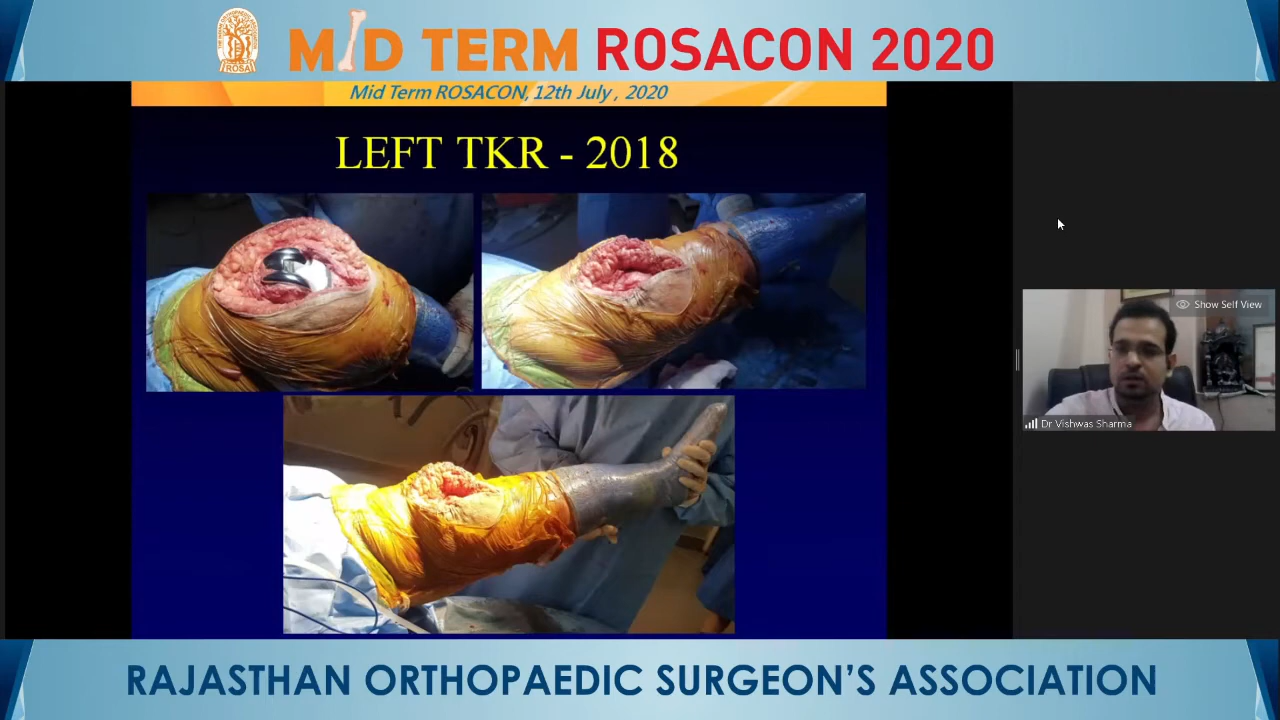 MID TERM ROSACON 2020
ROSA
Mid Term ROSACON, 12th July, 2020
LEFT TKR - 2018
Show Self View
Dr Vishwas Sharma
RAJASTHAN ORTHOPAEDIC SURGEON'S ASSOCIATION